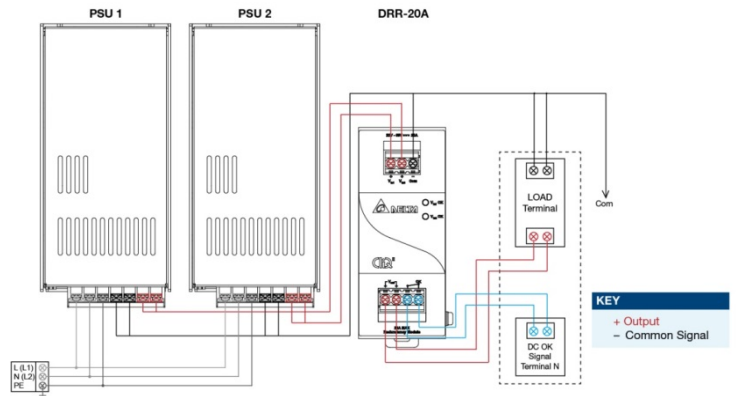 PSU 1
PSU 2
DRR-20A
DELTA
LOAD
Terminal
Com
KEY
+ Output
– Common Signal
DC OK
Signal
Terminal N
L (L1)
N (L2)
PE